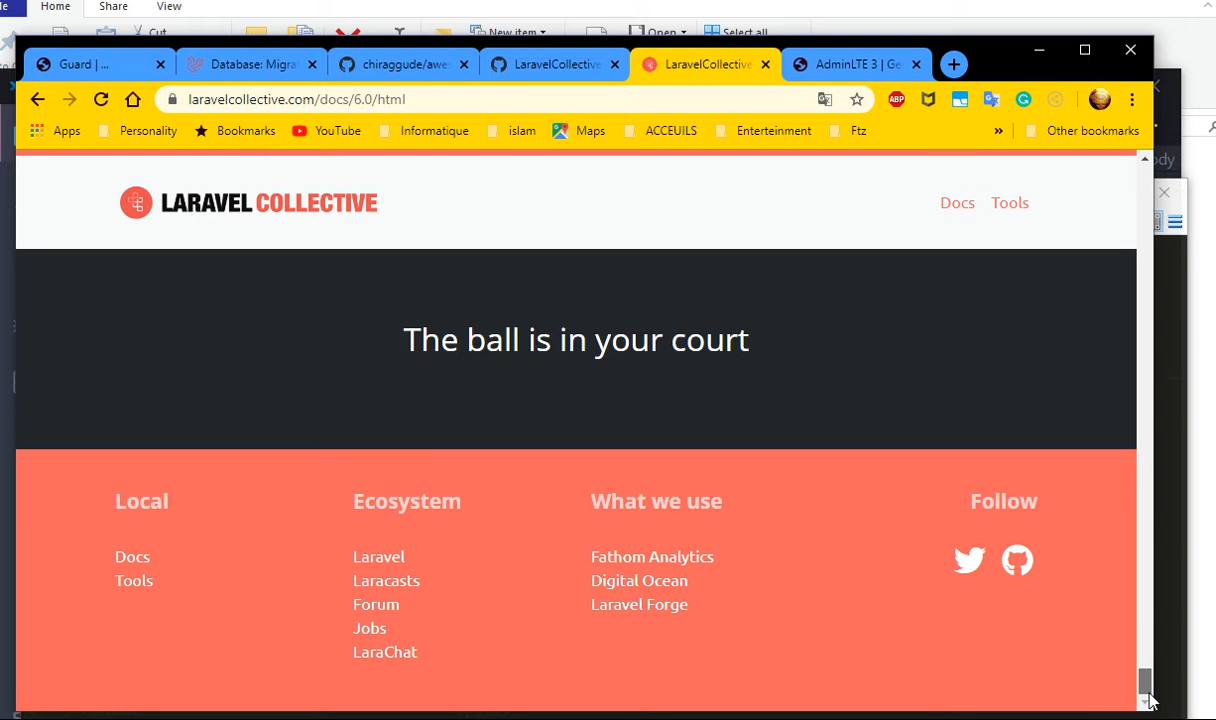 Home Share View
Cut New item Open Select all
Guard | ... Database: Migra chiraggude/awes LaravelCollective LaravelCollective AdminLTE 3 | Ge
laravelcollective.com/docs/6.0/html
ABP
Apps Personality Bookmarks YouTube Informatique islam Maps ACCEUILS Enterteinment Ftz » Other bookmarks
LARAVEL COLLECTIVE
Docs Tools
The ball is in your court
Local Ecosystem What we use Follow
Docs Laravel Fathom Analytics
Tools Laracasts Digital Ocean
Forum Laravel Forge
Jobs
LaraChat